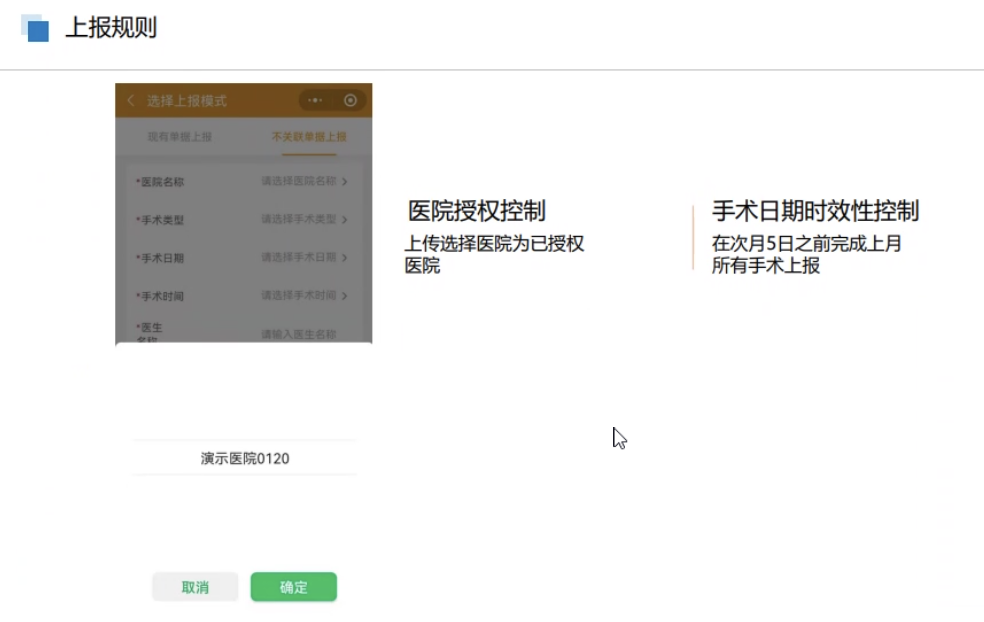 上报规则
选择上报模式
现有单据上报
不关联单据上报
*医院名称 请选择医院名称
*手术类型 请选择手术类型
*手术日期 请选择手术日期
*手术时间 请选择手术时间
*医生
名称 请输入医生名称
演示医院0120
取消
确定
医院授权控制
上传选择医院为已授权
医院
手术日期时效性控制
在次月5日之前完成上月
所有手术上报